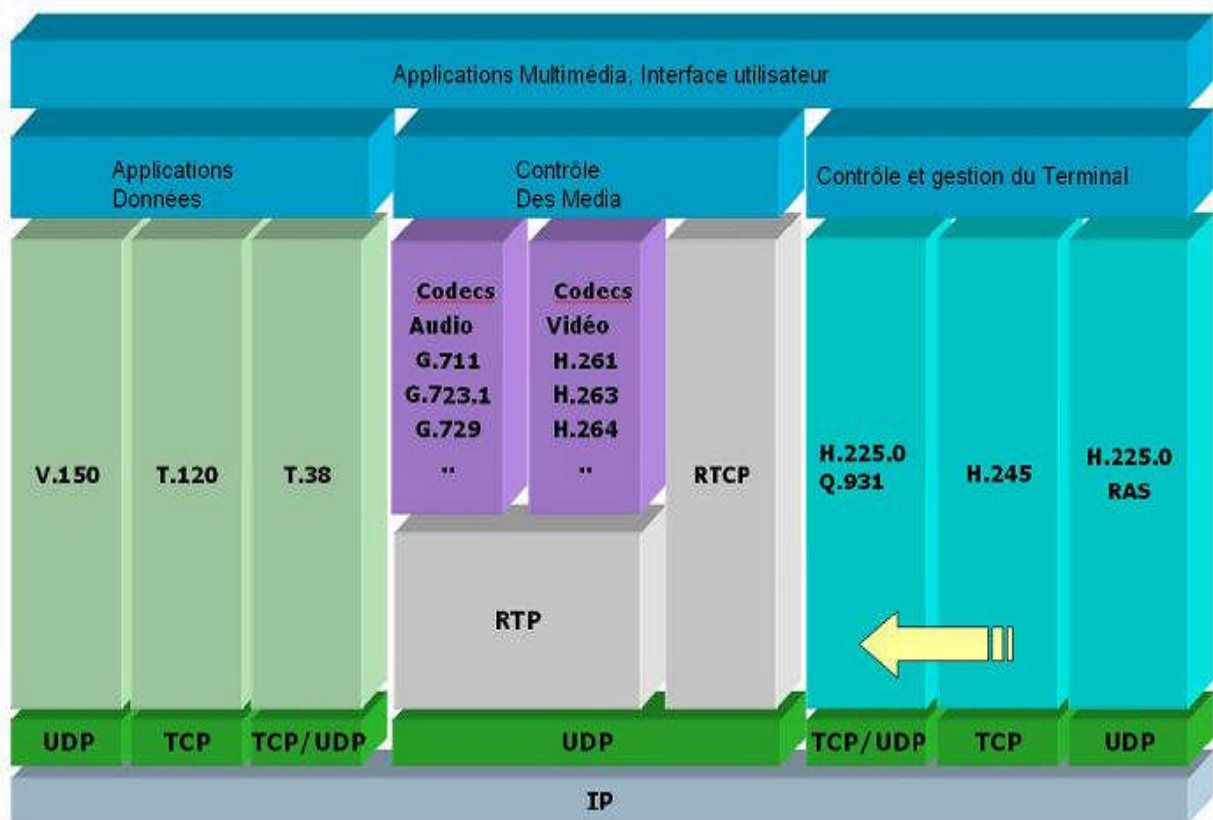 Applications Multimédia, Interface utilisateur
Applications
Données
Contrôle
Des Media
Contrôle et gestion du Terminal
V.150
T.120
T.38
Codecs
Audio
G.711
G.723.1
G.729
..
Codecs
Vidéo
H.261
H.263
H.264
..
RTP
RTCP
H.225.0
Q.931
H.245
H.225.0
RAS
UDP
TCP
TCP/UDP
UDP
TCP/UDP
TCP
UDP
IP